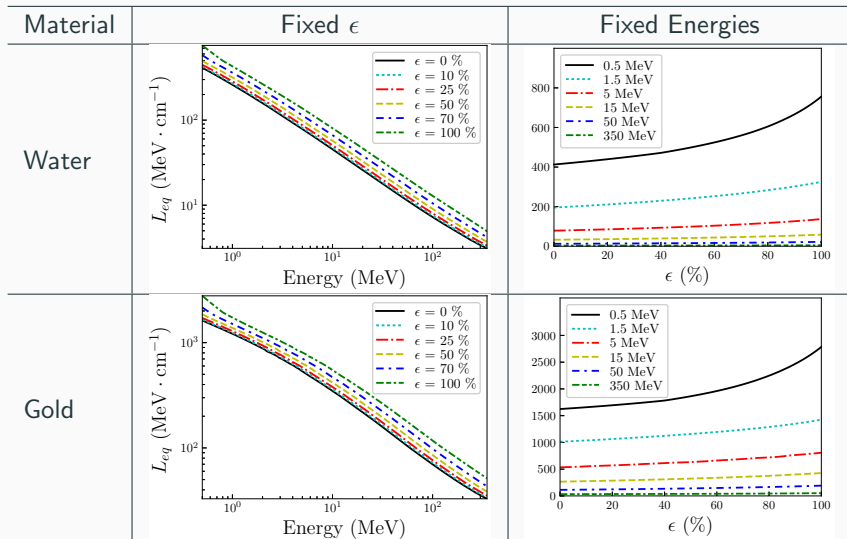 Material Fixed ϵ Fixed Energies
Water
L_eq (MeV · cm⁻¹)
10²
10¹
10⁰ 10¹ 10²
Energy (MeV)
ϵ = 0 %
ϵ = 10 %
ϵ = 25 %
ϵ = 50 %
ϵ = 70 %
ϵ = 100 %
800
600
400
200
0
0 20 40 60 80 100
ϵ (%)
0.5 MeV
1.5 MeV
5 MeV
15 MeV
50 MeV
350 MeV
Gold
L_eq (MeV · cm⁻¹)
10³
10²
10⁰ 10¹ 10²
Energy (MeV)
ϵ = 0 %
ϵ = 10 %
ϵ = 25 %
ϵ = 50 %
ϵ = 70 %
ϵ = 100 %
3000
2500
2000
1500
1000
500
0
0 20 40 60 80 100
ϵ (%)
0.5 MeV
1.5 MeV
5 MeV
15 MeV
50 MeV
350 MeV